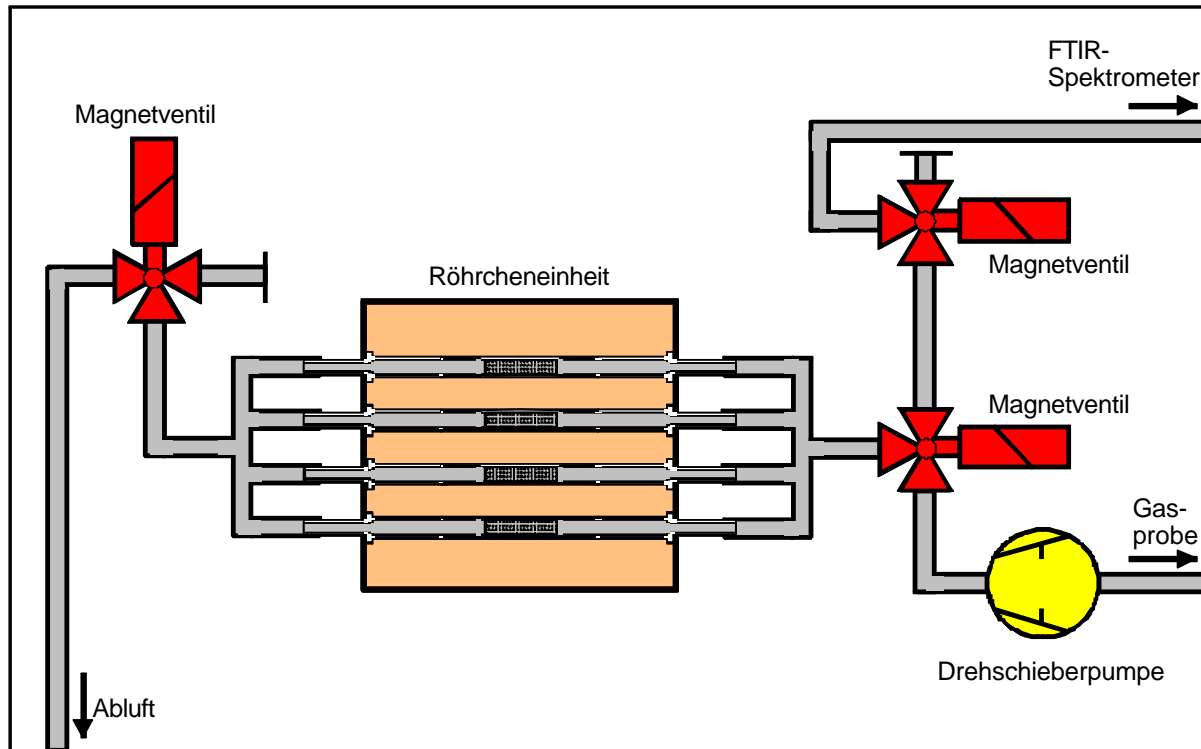 FTIR-
Spektrometer
Magnetventil
Röhrcheneinheit
Magnetventil
Magnetventil
Gas-
probe
Drehschieberpumpe
Abluft